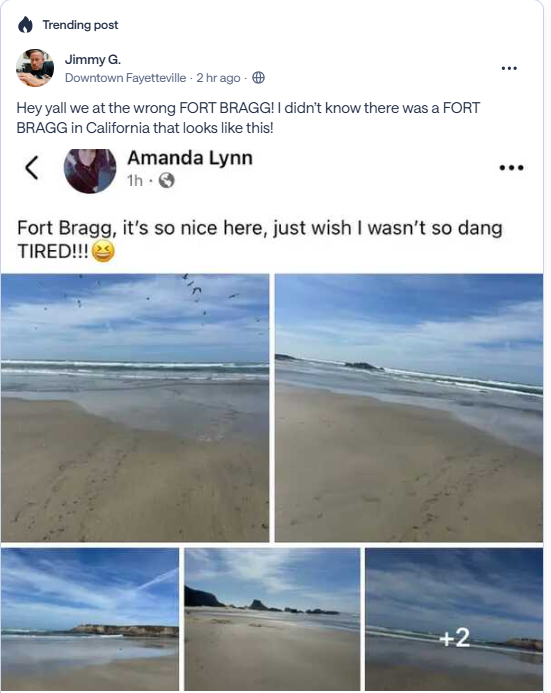 Trending post
Jimmy G.
Downtown Fayetteville · 2 hr ago ·
Hey yall we at the wrong FORT BRAGG! I didn't know there was a FORT
BRAGG in California that looks like this!
Amanda Lynn
1h ·
Fort Bragg, it's so nice here, just wish I wasn't so dang
TIRED!!!😆
+2